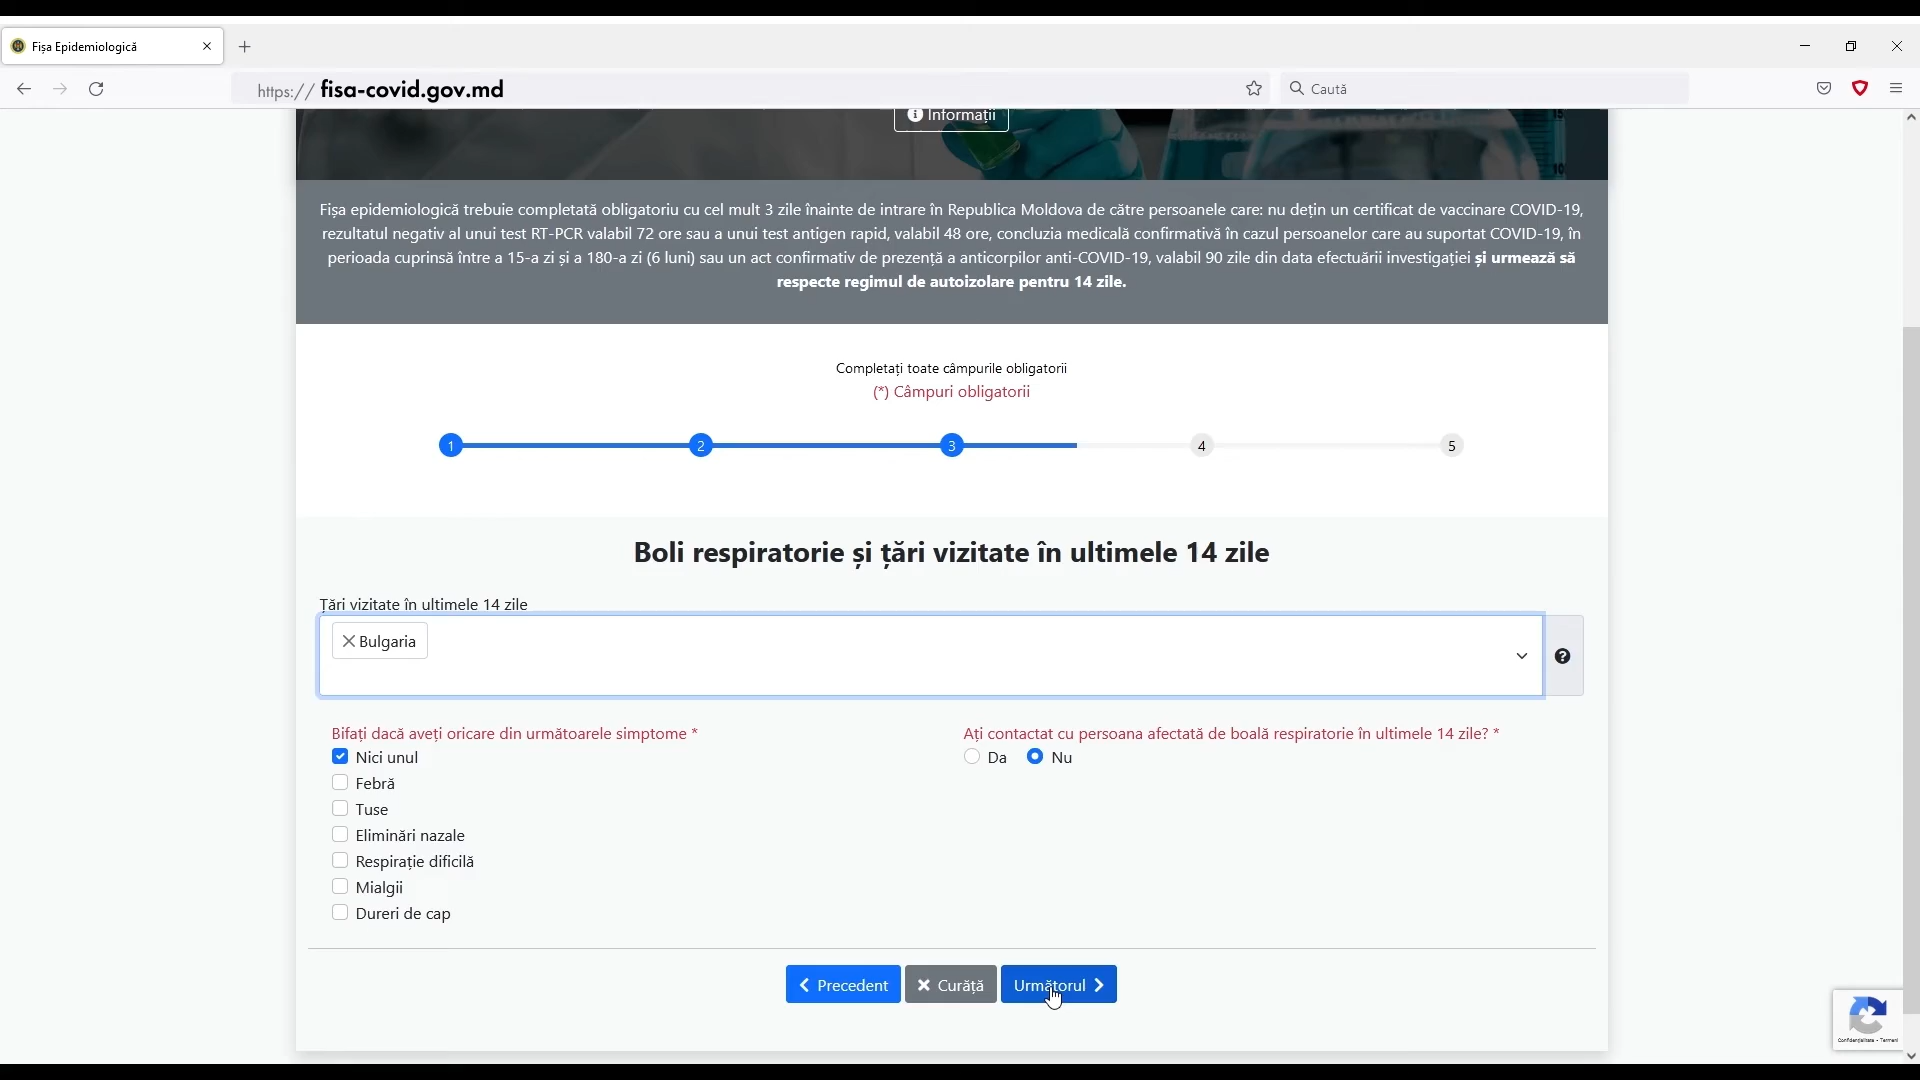 Fișa Epidemiologică
https:// fisa-covid.gov.md
Caută
Informații
Fișa epidemiologică trebuie completată obligatoriu cu cel mult 3 zile înainte de intrare în Republica Moldova de către persoanele care: nu dețin un certificat de vaccinare COVID-19,
rezultatul negativ al unui test RT-PCR valabil 72 ore sau a unui test antigen rapid, valabil 48 ore, concluzia medicală confirmativă în cazul persoanelor care au suportat COVID-19, în
perioada cuprinsă între a 15-a zi și a 180-a zi (6 luni) sau un act confirmativ de prezență a anticorpilor anti-COVID-19, valabil 90 zile din data efectuării investigației și urmează să
respecte regimul de autoizolare pentru 14 zile.
Completați toate câmpurile obligatorii
(*) Câmpuri obligatorii
1 2 3 4 5
Boli respiratorie și țări vizitate în ultimele 14 zile
Țări vizitate în ultimele 14 zile
Bulgaria
Bifați dacă aveți oricare din următoarele simptome *
Nici unul
Febră
Tuse
Eliminări nazale
Respirație dificilă
Mialgii
Dureri de cap
Ați contactat cu persoana afectată de boală respiratorie în ultimele 14 zile? *
Da Nu
Precedent Curăță Următorul
Confidențialitate - Termeni